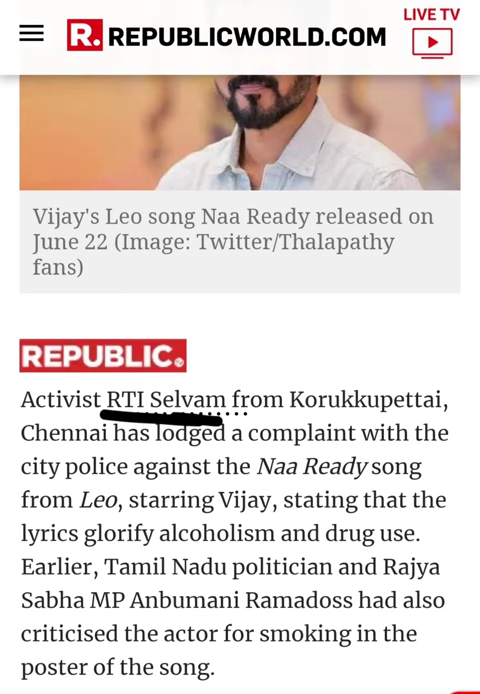 LIVE TV
R. REPUBLICWORLD.COM
Vijay's Leo song Naa Ready released on
June 22 (Image: Twitter/Thalapathy
fans)
REPUBLIC.
Activist RTI Selvam from Korukkupettai,
Chennai has lodged a complaint with the
city police against the Naa Ready song
from Leo, starring Vijay, stating that the
lyrics glorify alcoholism and drug use.
Earlier, Tamil Nadu politician and Rajya
Sabha MP Anbumani Ramadoss had also
criticised the actor for smoking in the
poster of the song.